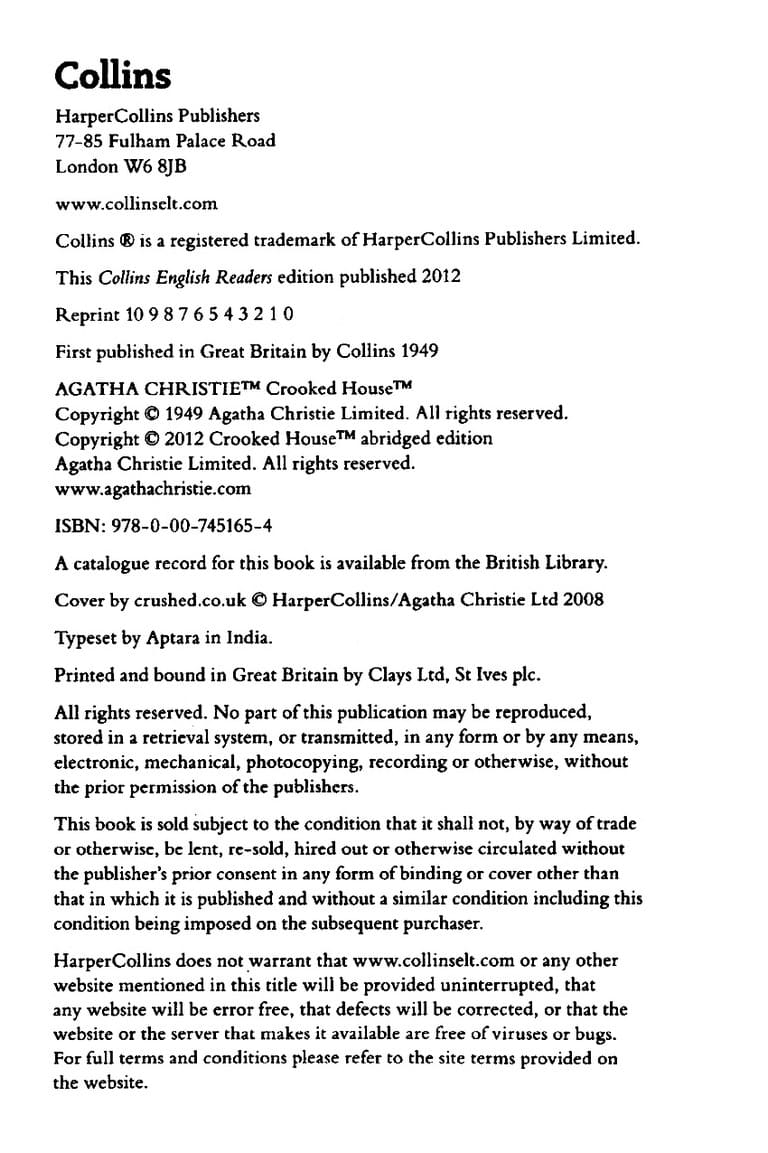 Collins
HarperCollins Publishers
77–85 Fulham Palace Road
London W6 8JB
www.collinselt.com
Collins ® is a registered trademark of HarperCollins Publishers Limited.
This Collins English Readers edition published 2012
Reprint 10 9 8 7 6 5 4 3 2 1 0
First published in Great Britain by Collins 1949
AGATHA CHRISTIE™ Crooked House™
Copyright © 1949 Agatha Christie Limited. All rights reserved.
Copyright © 2012 Crooked House™ abridged edition
Agatha Christie Limited. All rights reserved.
www.agathachristie.com
ISBN: 978-0-00-745165-4
A catalogue record for this book is available from the British Library.
Cover by crushed.co.uk © HarperCollins/Agatha Christie Ltd 2008
Typeset by Aptara in India.
Printed and bound in Great Britain by Clays Ltd, St Ives plc.
All rights reserved. No part of this publication may be reproduced,
stored in a retrieval system, or transmitted, in any form or by any means,
electronic, mechanical, photocopying, recording or otherwise, without
the prior permission of the publishers.
This book is sold subject to the condition that it shall not, by way of trade
or otherwise, be lent, re-sold, hired out or otherwise circulated without
the publisher's prior consent in any form of binding or cover other than
that in which it is published and without a similar condition including this
condition being imposed on the subsequent purchaser.
HarperCollins does not warrant that www.collinselt.com or any other
website mentioned in this title will be provided uninterrupted, that
any website will be error free, that defects will be corrected, or that the
website or the server that makes it available are free of viruses or bugs.
For full terms and conditions please refer to the site terms provided on
the website.